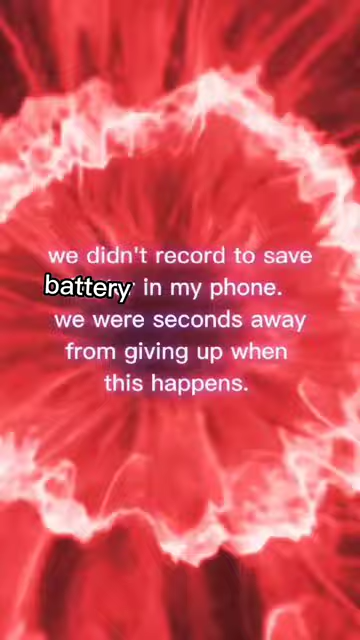 we didn't record to save
battery in my phone.
we were seconds away
from giving up when
this happens.